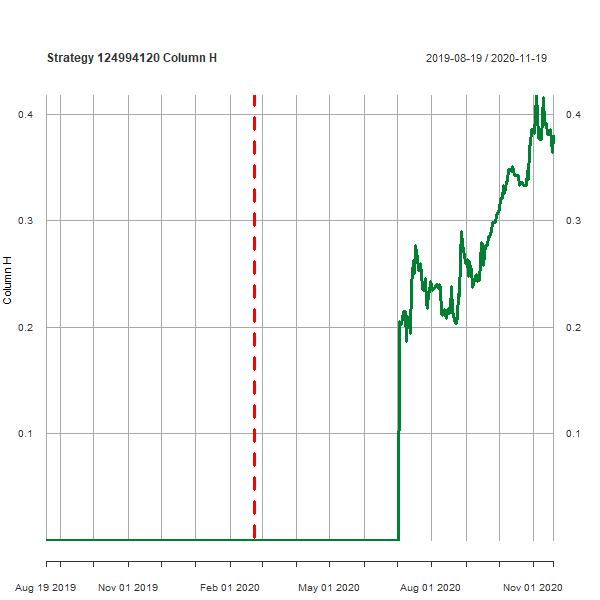 Strategy 124994120 Column H
2019-08-19 / 2020-11-19
0.4
0.4
0.3
0.3
0.2
0.2
0.1
0.1
Column H
Aug 19 2019
Nov 01 2019
Feb 01 2020
May 01 2020
Aug 01 2020
Nov 01 2020